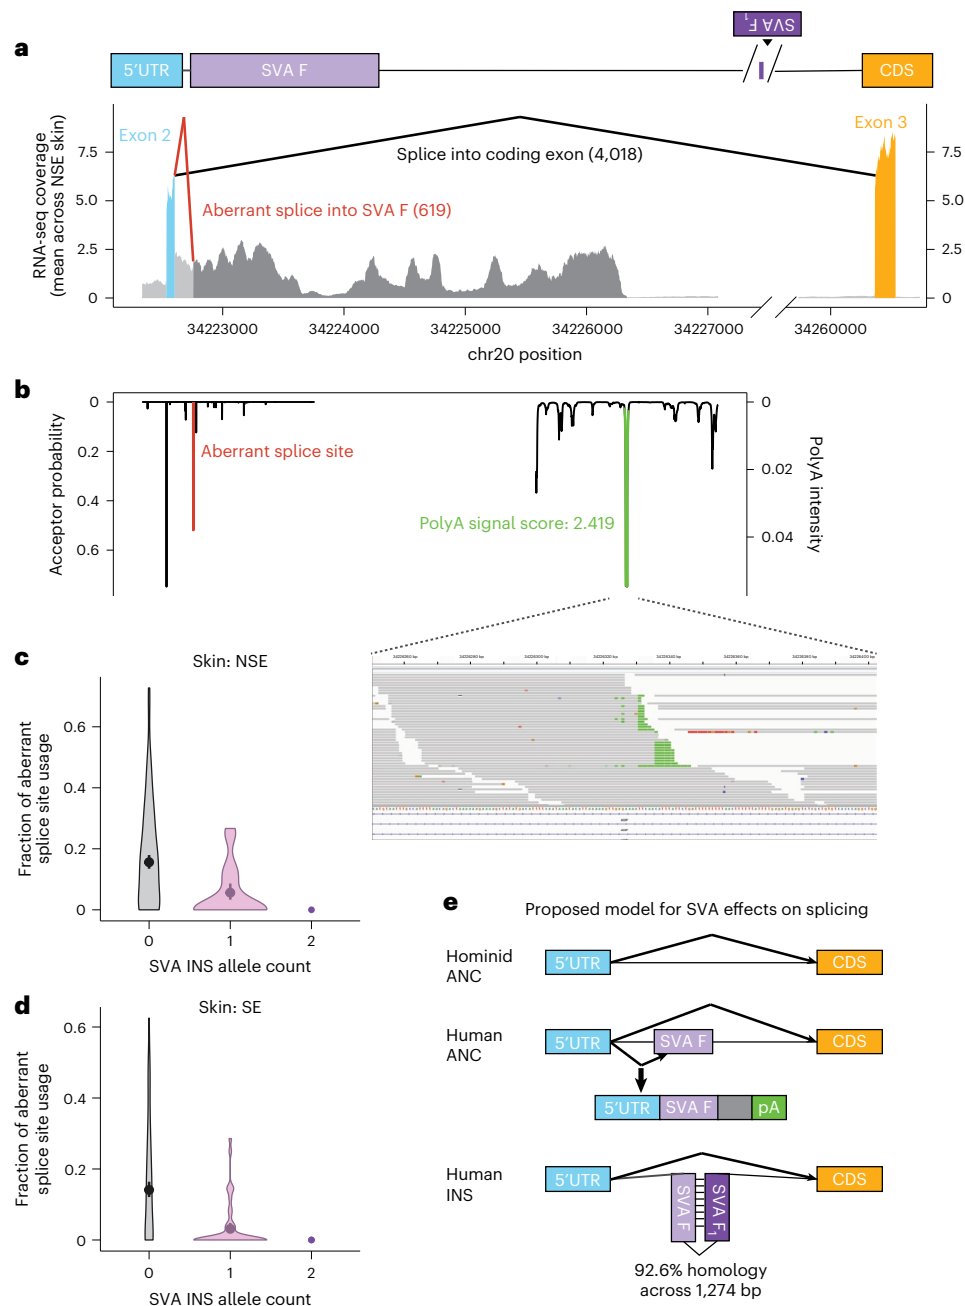 a
SVA F1
5′UTR
SVA F
CDS
RNA-seq coverage
(mean across NSE skin)
7.5
5.0
2.5
0
Exon 2
Splice into coding exon (4,018)
Aberrant splice into SVA F (619)
Exon 3
7.5
5.0
2.5
0
34223000
34224000
34225000
34226000
34227000
34260000
chr20 position
b
Acceptor probability
0
0.2
0.4
0.6
Aberrant splice site
PolyA signal score: 2.419
0
0.02
0.04
PolyA intensity
c
Skin: NSE
Fraction of aberrant
splice site usage
0.6
0.4
0.2
0
0
1
2
SVA INS allele count
d
Skin: SE
Fraction of aberrant
splice site usage
0.6
0.4
0.2
0
0
1
2
SVA INS allele count
e
Proposed model for SVA effects on splicing
Hominid
ANC
5′UTR
CDS
Human
ANC
5′UTR
SVA F
CDS
5′UTR
SVA F
pA
Human
INS
5′UTR
SVA F
SVA F1
CDS
92.6% homology
across 1,274 bp